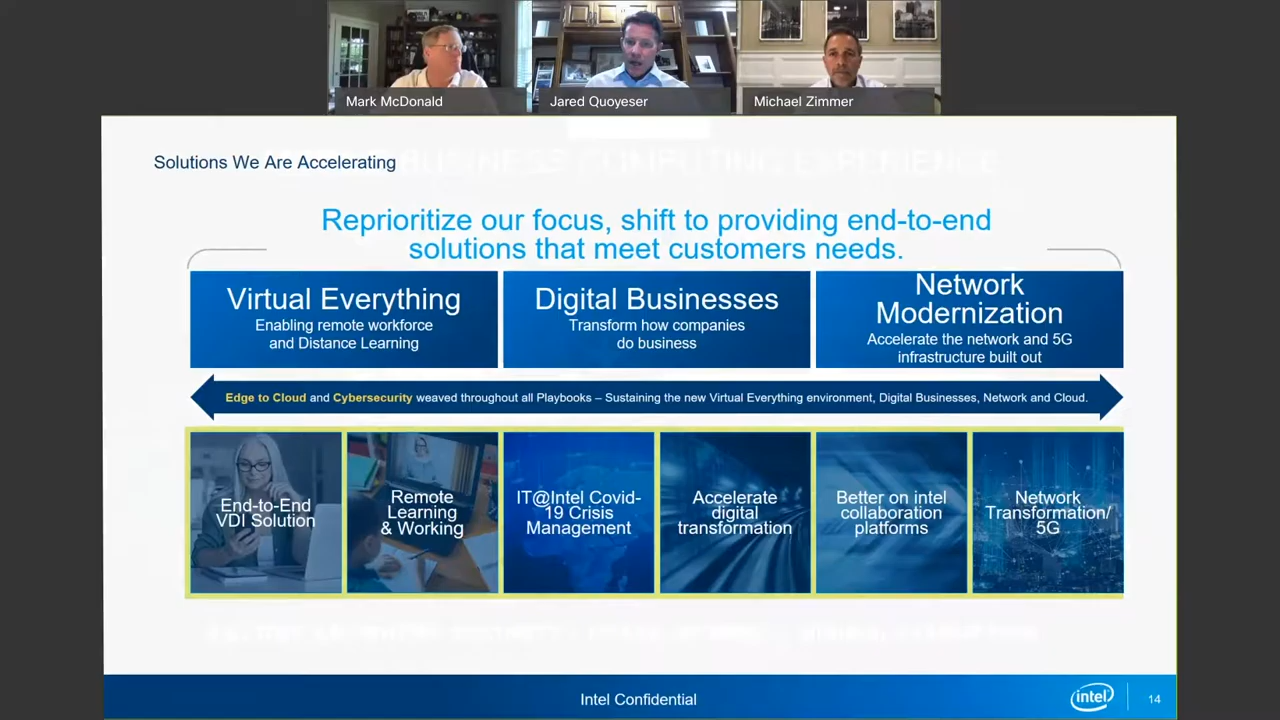 Mark McDonald
Jared Quoyeser
Michael Zimmer
Solutions We Are Accelerating
Reprioritize our focus, shift to providing end-to-end
solutions that meet customers needs.
Virtual Everything
Enabling remote workforce
and Distance Learning
Digital Businesses
Transform how companies
do business
Network
Modernization
Accelerate the network and 5G
infrastructure built out
Edge to Cloud and Cybersecurity weaved throughout all Playbooks – Sustaining the new Virtual Everything environment, Digital Businesses, Network and Cloud.
End-to-End
VDI Solution
Remote
Learning
& Working
IT@Intel Covid-
19 Crisis
Management
Accelerate
digital
transformation
Better on intel
collaboration
platforms
Network
Transformation/
5G
Intel Confidential
intel
14